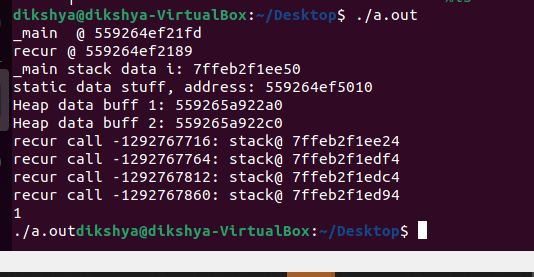 dikshya@dikshya-VirtualBox:~/Desktop$ ./a.out
_main  @ 559264ef21fd
recur @ 559264ef2189
_main stack data i: 7ffeb2f1ee50
static data stuff, address: 559264ef5010
Heap data buff 1: 559265a922a0
Heap data buff 2: 559265a922c0
recur call -1292767716: stack@ 7ffeb2f1ee24
recur call -1292767764: stack@ 7ffeb2f1edf4
recur call -1292767812: stack@ 7ffeb2f1edc4
recur call -1292767860: stack@ 7ffeb2f1ed94
1
./a.outdikshya@dikshya-VirtualBox:~/Desktop$